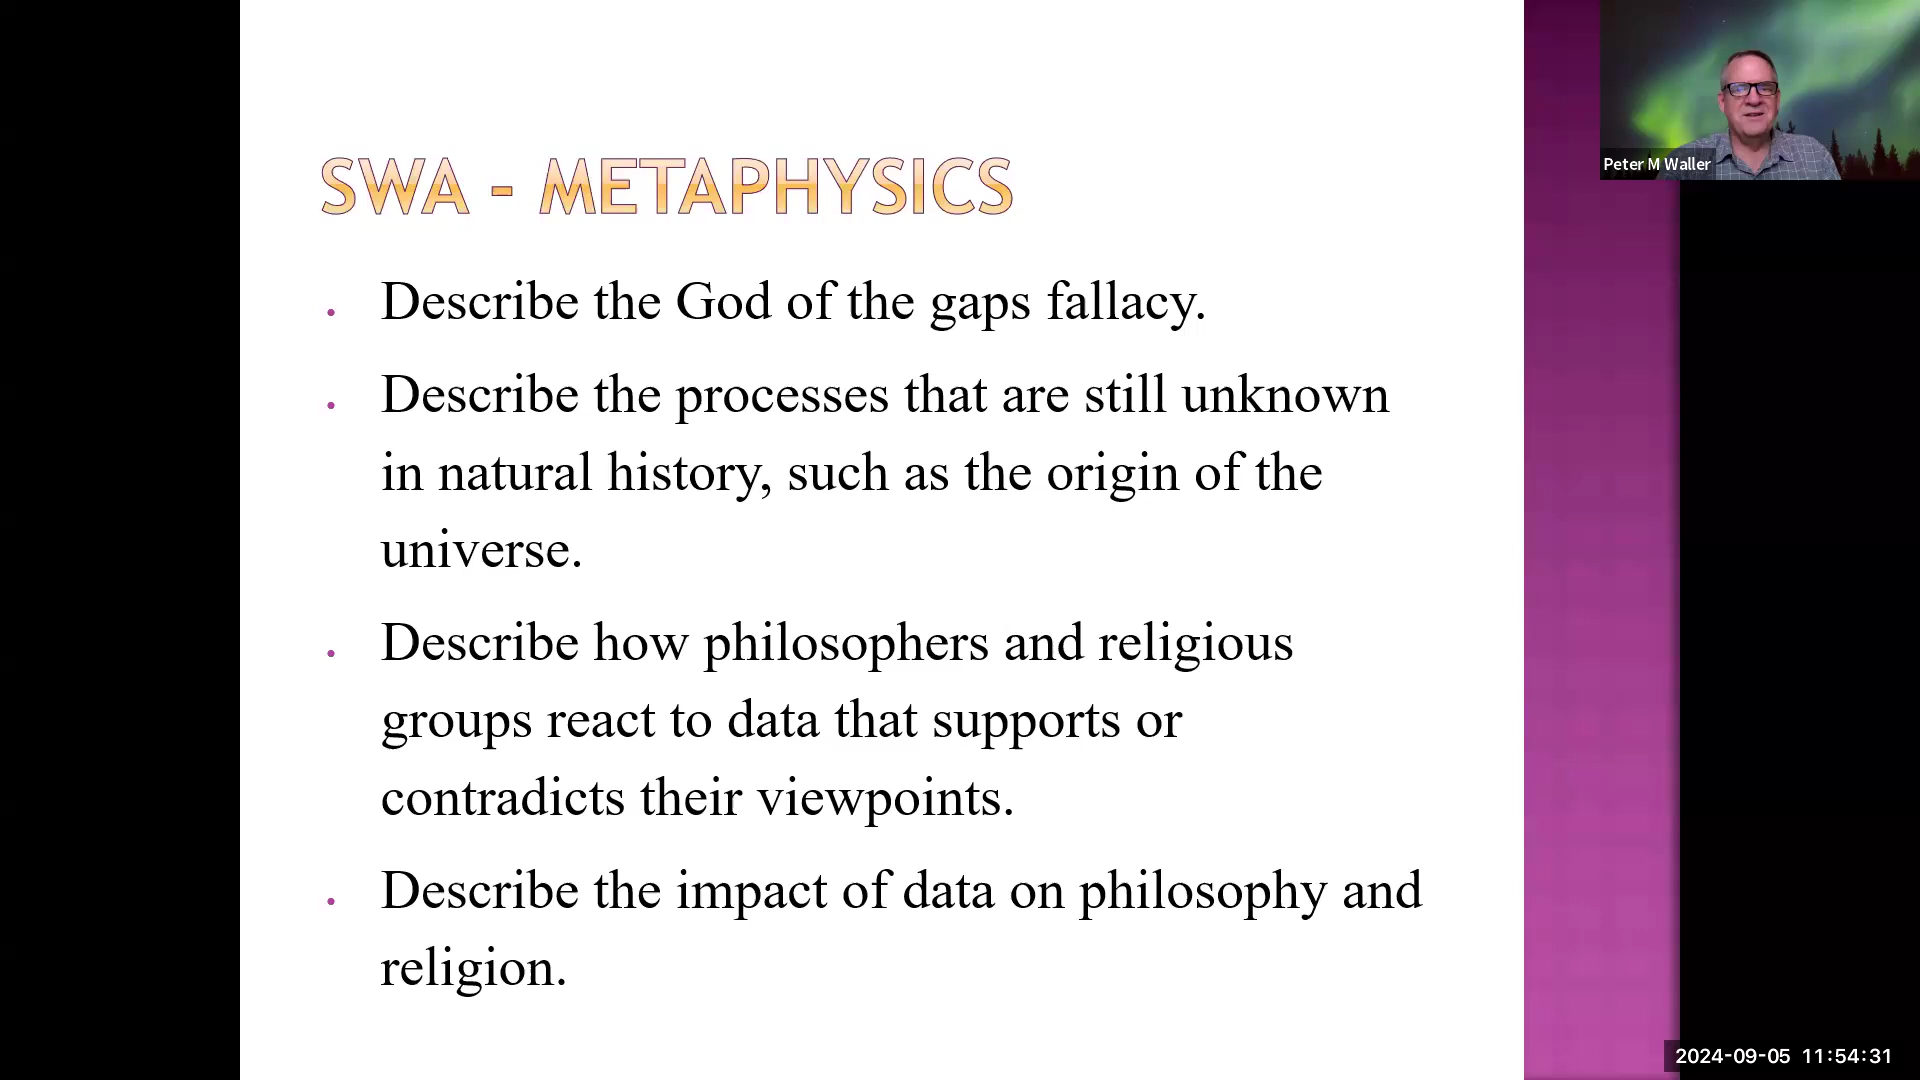 SWA - METAPHYSICS
Peter M Waller
• Describe the God of the gaps fallacy.
• Describe the processes that are still unknown
in natural history, such as the origin of the
universe.
• Describe how philosophers and religious
groups react to data that supports or
contradicts their viewpoints.
• Describe the impact of data on philosophy and
religion.
2024-09-05 11:54:31